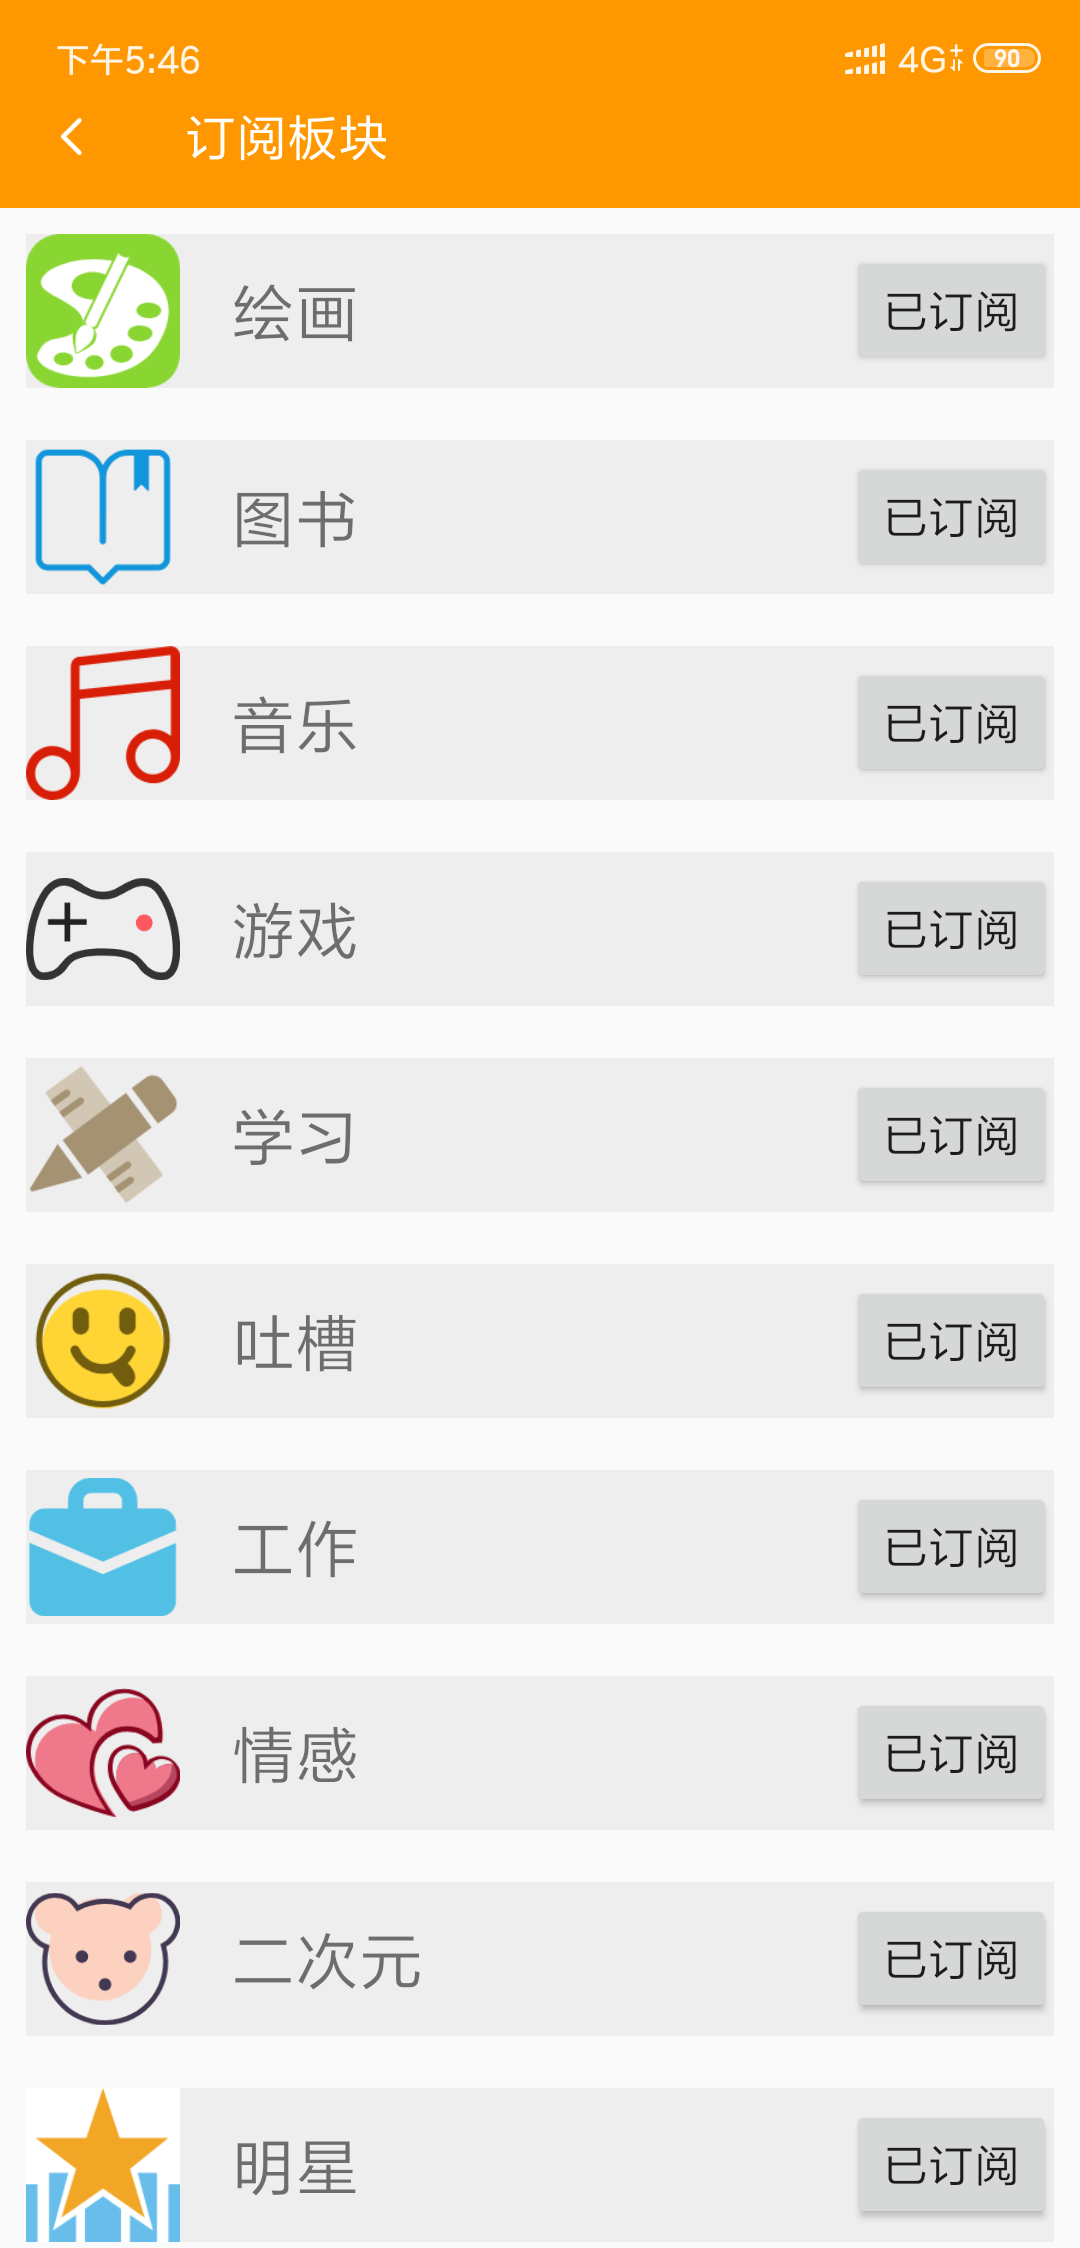 下午5:46 4G 90
订阅板块
绘画 已订阅
图书 已订阅
音乐 已订阅
游戏 已订阅
学习 已订阅
吐槽 已订阅
工作 已订阅
情感 已订阅
二次元 已订阅
明星 已订阅